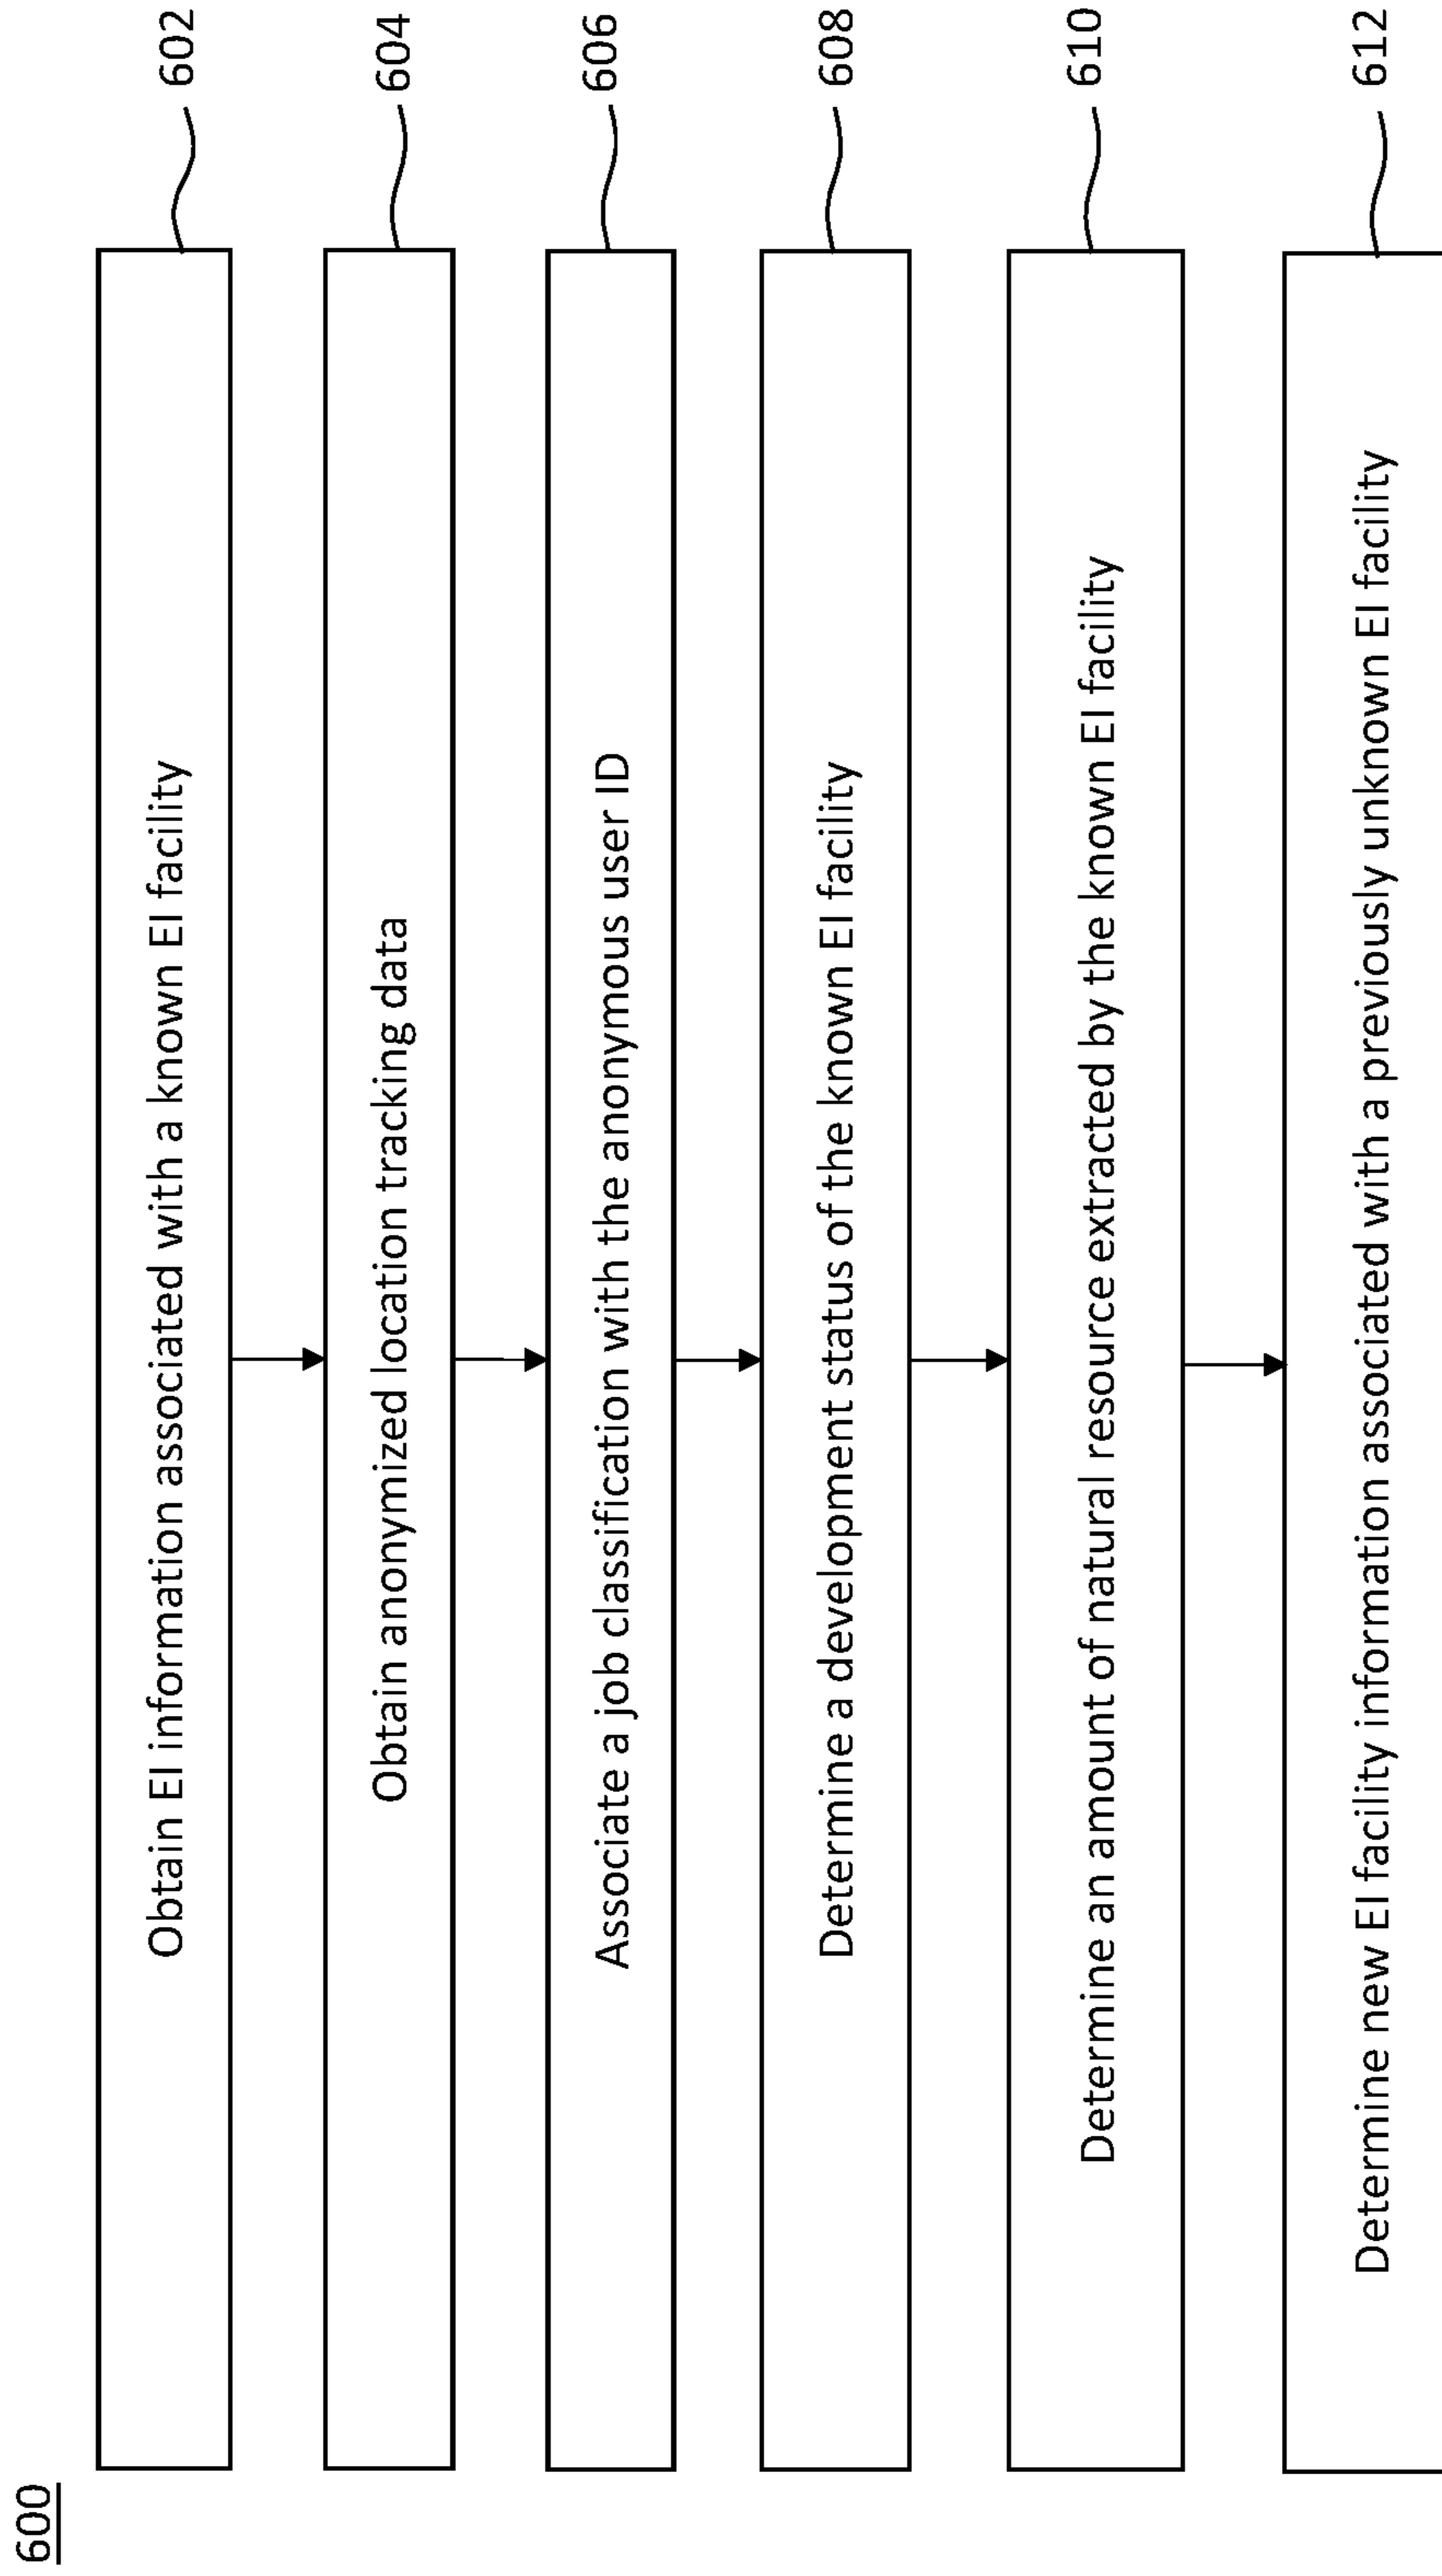 600
Obtain EI information associated with a known EI facility
602
Obtain anonymized location tracking data
604
Associate a job classification with the anonymous user ID
606
Determine a development status of the known EI facility
608
Determine an amount of natural resource extracted by the known EI facility
610
Determine new EI facility information associated with a previously unknown EI facility
612